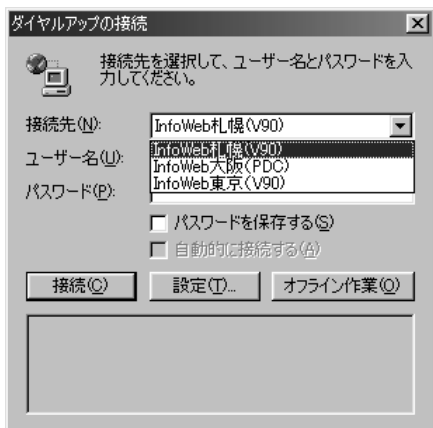 ダイヤルアップの接続
接続先を選択して、ユーザー名とパスワードを入
力してください。
接続先(N):
InfoWeb札幌(V90)
InfoWeb札幌(V90)
ユーザー名(U):
InfoWeb大阪(PDC)
InfoWeb東京(V90)
パスワード(P):
パスワードを保存する(S)
自動的に接続する(A)
接続(C)
設定(T)...
オフライン作業(O)